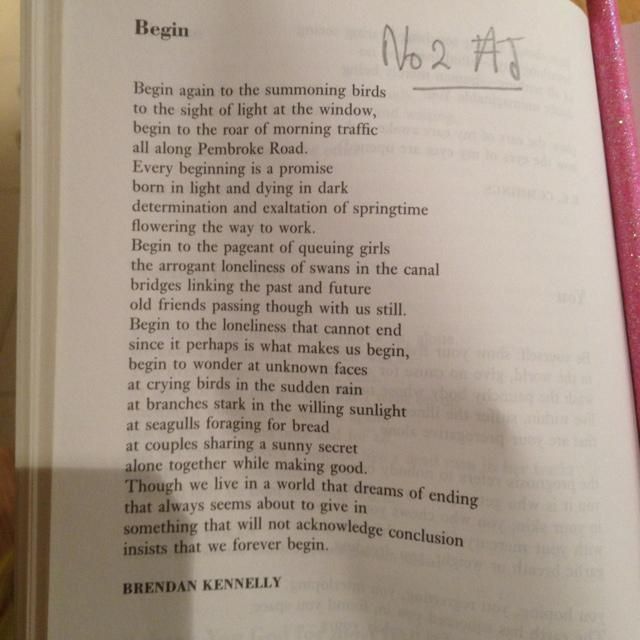 Begin
No 2 AJ
Begin again to the summoning birds
to the sight of light at the window,
begin to the roar of morning traffic
all along Pembroke Road.
Every beginning is a promise
born in light and dying in dark
determination and exaltation of springtime
flowering the way to work.
Begin to the pageant of queuing girls
the arrogant loneliness of swans in the canal
bridges linking the past and future
old friends passing though with us still.
Begin to the loneliness that cannot end
since it perhaps is what makes us begin,
begin to wonder at unknown faces
at crying birds in the sudden rain
at branches stark in the willing sunlight
at seagulls foraging for bread
at couples sharing a sunny secret
alone together while making good.
Though we live in a world that dreams of ending
that always seems about to give in
something that will not acknowledge conclusion
insists that we forever begin.
BRENDAN KENNELLY